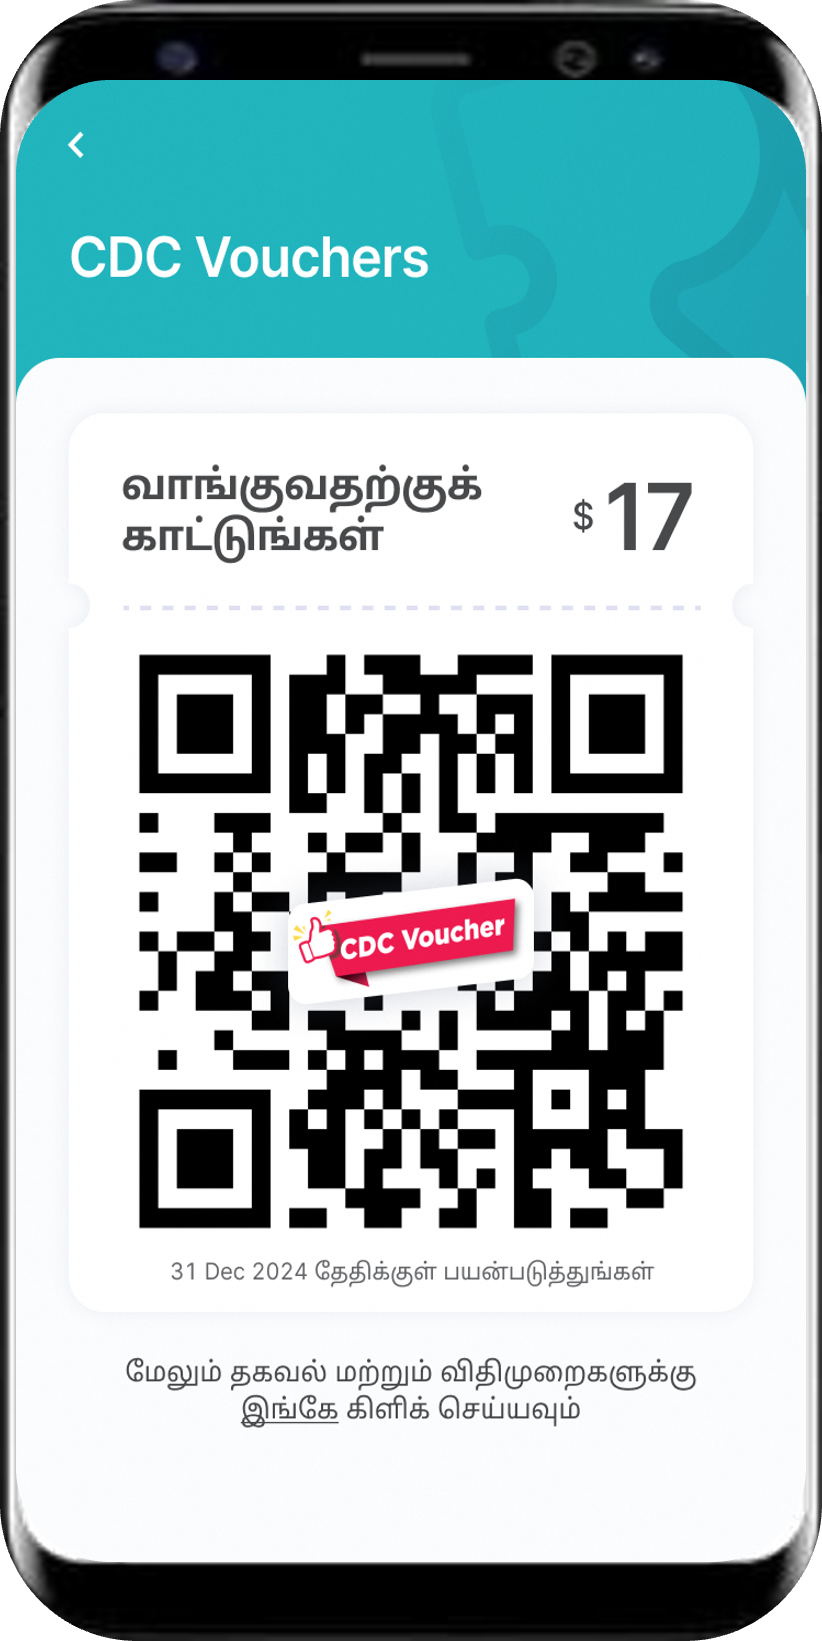 CDC Vouchers
வாங்குவதற்குக்
காட்டுங்கள்
$ 17
CDC Voucher
31 Dec 2024 தேதிக்குள் பயன்படுத்துங்கள்
மேலும் தகவல் மற்றும் விதிமுறைகளுக்கு
இங்கே கிளிக் செய்யவும்